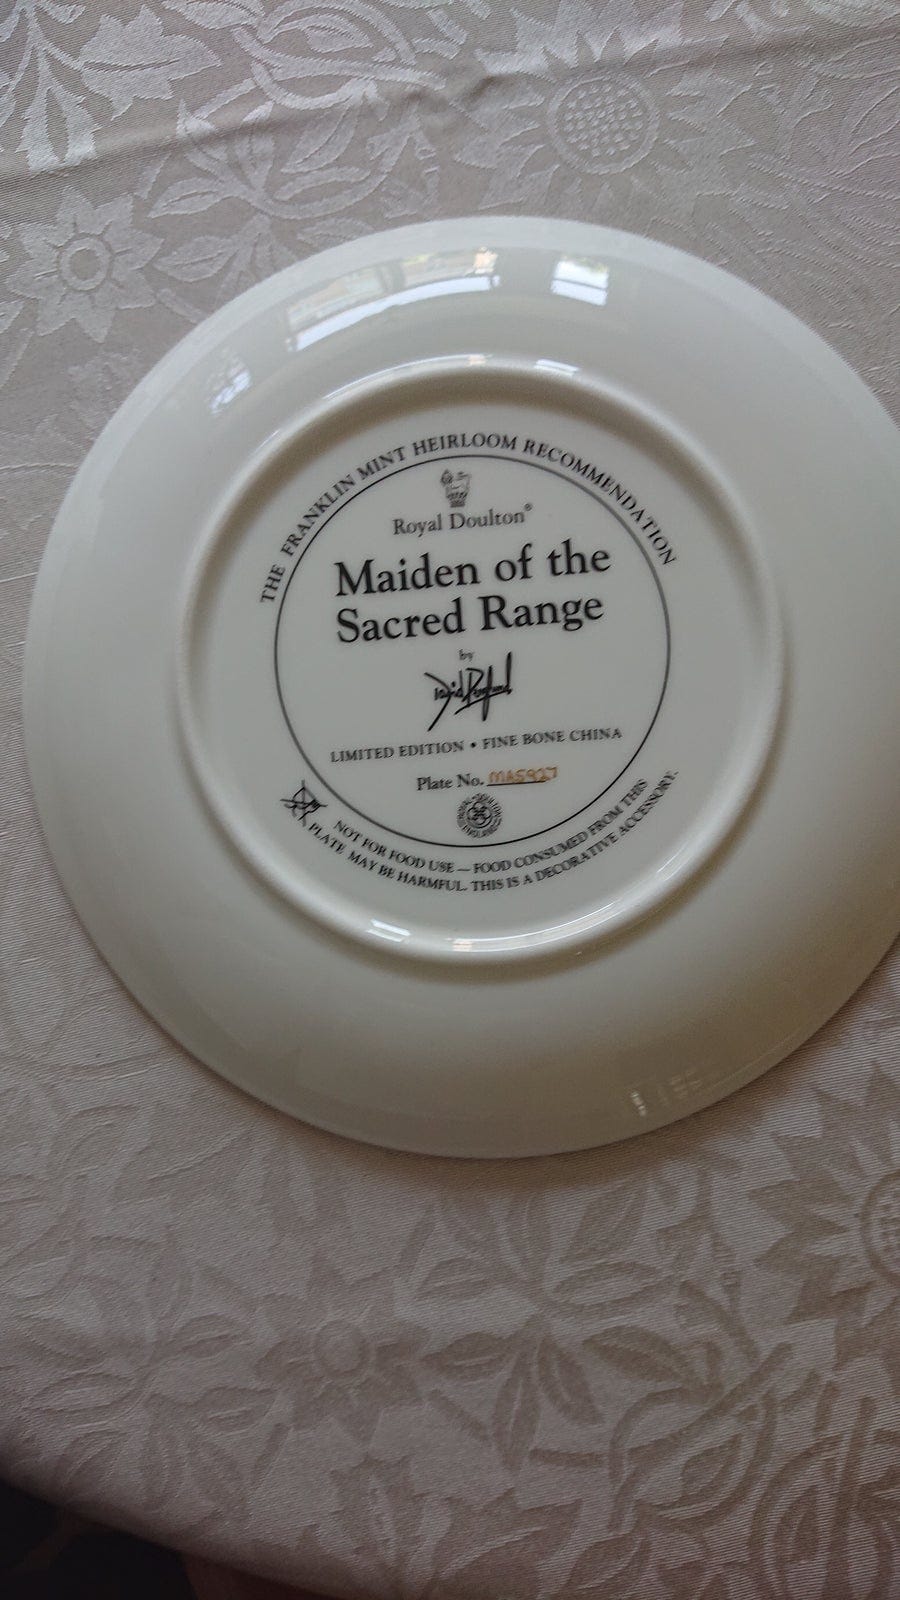 THE FRANKLIN MINT HEIRLOOM RECOMMENDATION
Royal Doulton®
Maiden of the
Sacred Range
by
LIMITED EDITION • FINE BONE CHINA
Plate No. MA5927
NOT FOR FOOD USE — FOOD CONSUMED FROM THIS
PLATE MAY BE HARMFUL. THIS IS A DECORATIVE ACCESSORY.